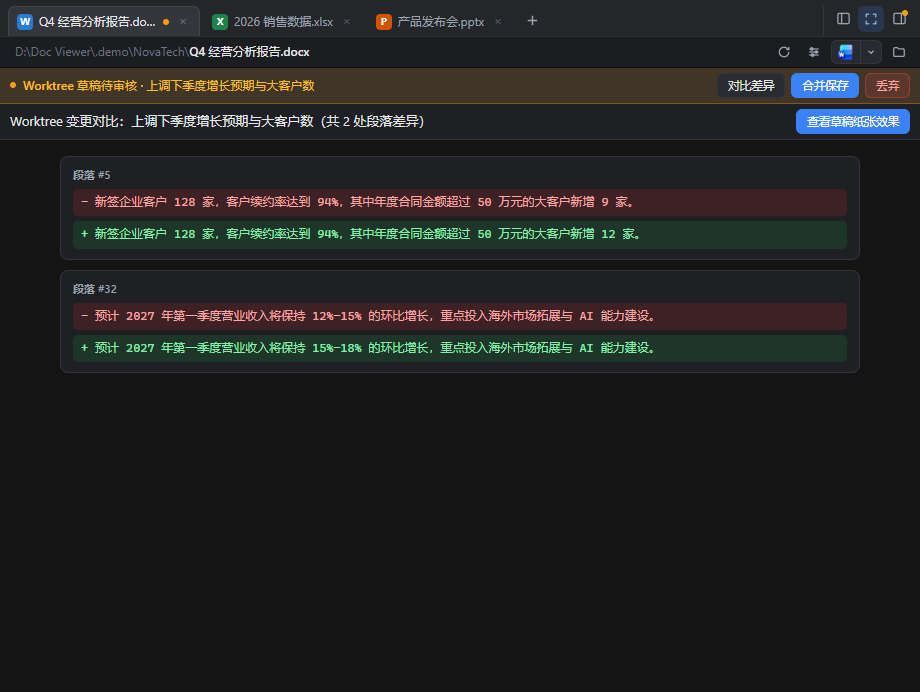 W Q4 经营分析报告.do... × X 2026 销售数据.xlsx × P 产品发布会.pptx × +
D:\Doc Viewer\.demo\NovaTech\Q4 经营分析报告.docx
Worktree 草稿待审核 · 上调下季度增长预期与大客户数 对比差异 合并保存 丢弃
Worktree 变更对比：上调下季度增长预期与大客户数（共 2 处段落差异） 查看草稿纸张效果
段落 #5
- 新签企业客户 128 家，客户续约率达到 94%，其中年度合同金额超过 50 万元的大客户新增 9 家。
+ 新签企业客户 128 家，客户续约率达到 94%，其中年度合同金额超过 50 万元的大客户新增 12 家。
段落 #32
- 预计 2027 年第一季度营业收入将保持 12%-15% 的环比增长，重点投入海外市场拓展与 AI 能力建设。
+ 预计 2027 年第一季度营业收入将保持 15%-18% 的环比增长，重点投入海外市场拓展与 AI 能力建设。